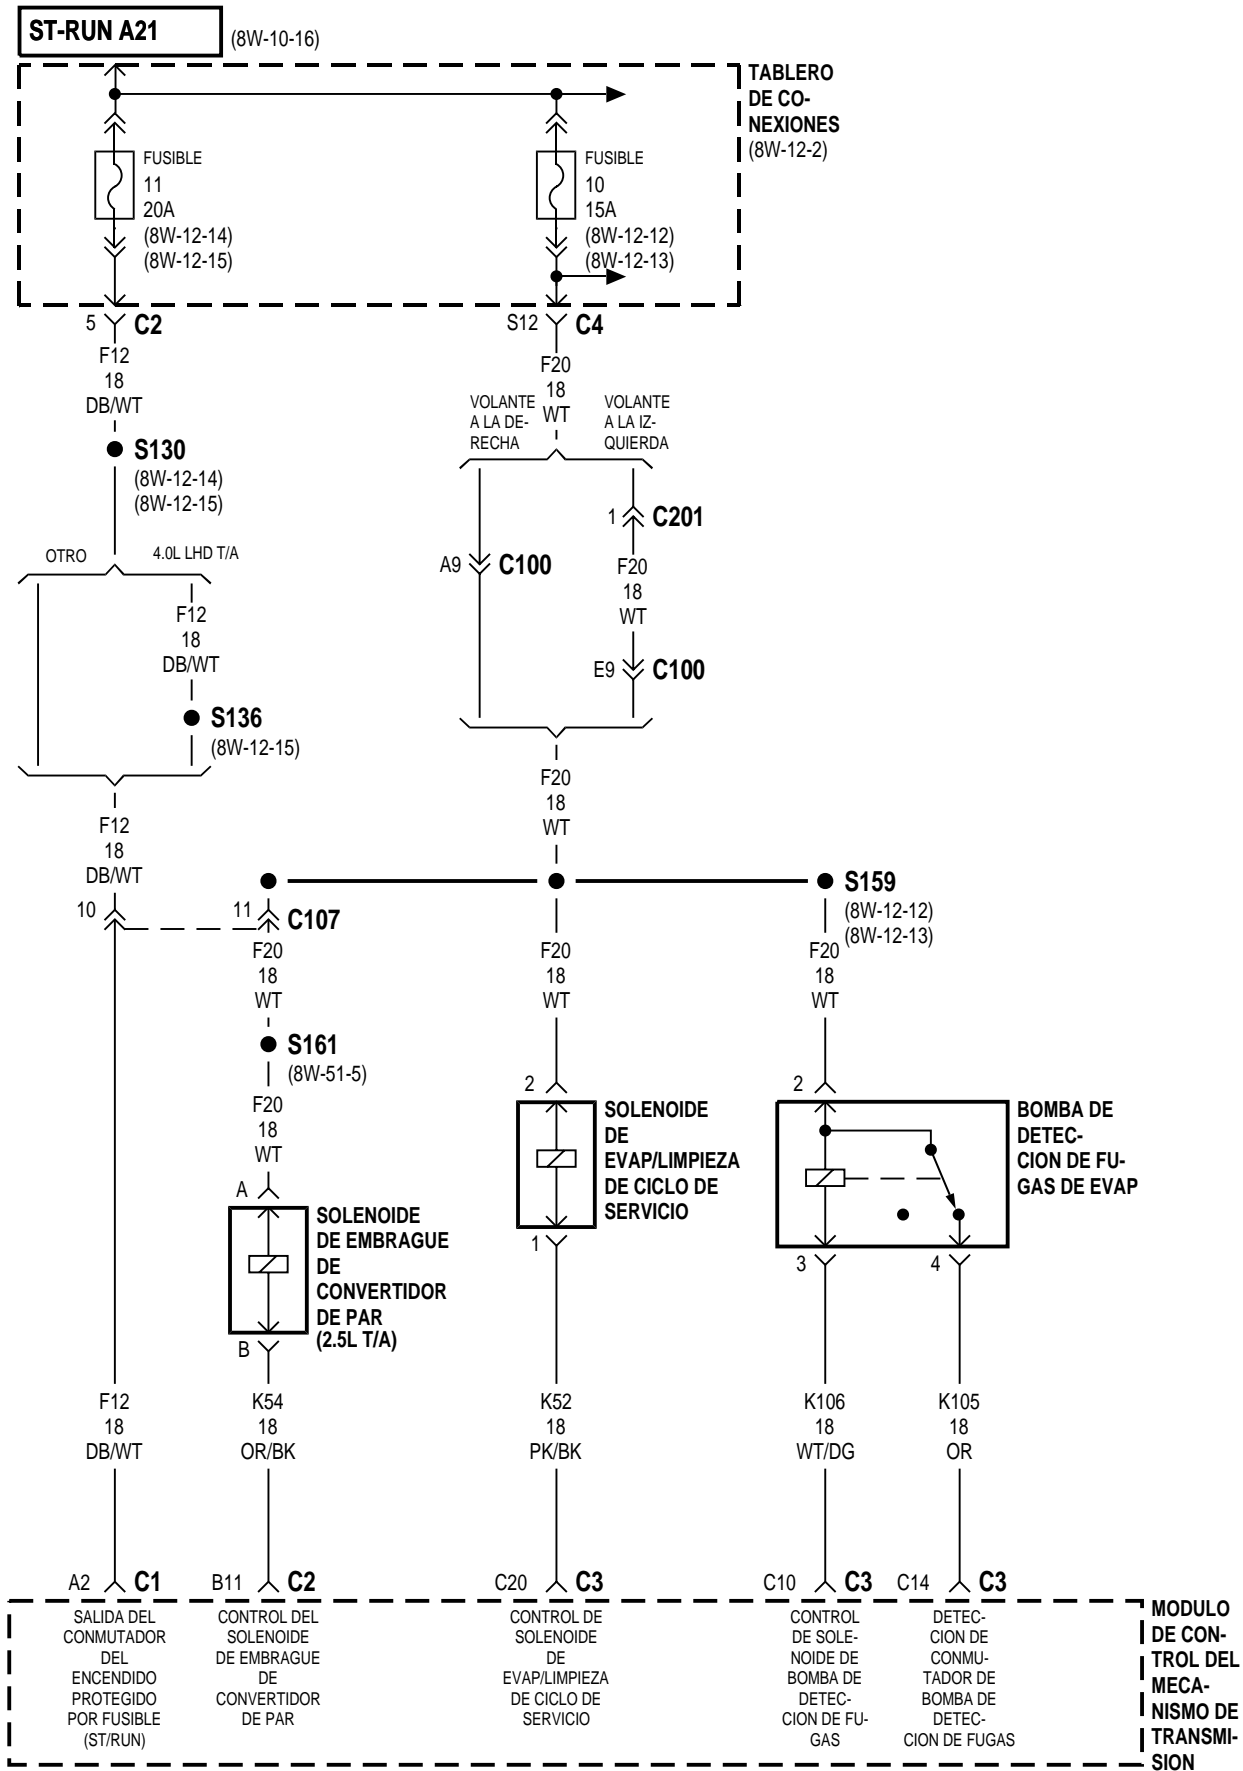 ST-RUN A21
(8W-10-16)
TABLERO
DE CO-
NEXIONES
(8W-12-2)
FUSIBLE
11
20A
(8W-12-14)
(8W-12-15)
FUSIBLE
10
15A
(8W-12-12)
(8W-12-13)
5 C2
S12 C4
F12
18
DB/WT
F20
18
WT
VOLANTE
A LA DE-
RECHA
VOLANTE
A LA IZ-
QUIERDA
S130
(8W-12-14)
(8W-12-15)
1 C201
OTRO
4.0L LHD T/A
A9 C100
F20
18
WT
F12
18
DB/WT
E9 C100
S136
(8W-12-15)
F20
18
WT
F12
18
DB/WT
S159
(8W-12-12)
(8W-12-13)
10
11 C107
F20
18
WT
F20
18
WT
F20
18
WT
S161
(8W-51-5)
F20
18
WT
2
SOLENOIDE
DE
EVAP/LIMPIEZA
DE CICLO DE
SERVICIO
1
2
BOMBA DE
DETEC-
CION DE FU-
GAS DE EVAP
3
4
A
SOLENOIDE
DE EMBRAGUE
DE
CONVERTIDOR
DE PAR
(2.5L T/A)
B
F12
18
DB/WT
K54
18
OR/BK
K52
18
PK/BK
K106
18
WT/DG
K105
18
OR
A2 C1
B11 C2
C20 C3
C10 C3
C14 C3
SALIDA DEL
CONMUTADOR
DEL
ENCENDIDO
PROTEGIDO
POR FUSIBLE
(ST/RUN)
CONTROL DEL
SOLENOIDE
DE EMBRAGUE
DE
CONVERTIDOR
DE PAR
CONTROL DE
SOLENOIDE
DE
EVAP/LIMPIEZA
DE CICLO DE
SERVICIO
CONTROL
DE SOLE-
NOIDE DE
BOMBA DE
DETEC-
CION DE FU-
GAS
DETEC-
CION DE
CONMU-
TADOR DE
BOMBA DE
DETEC-
CION DE FUGAS
MODULO
DE CON-
TROL DEL
MECA-
NISMO DE
TRANSMI-
SION